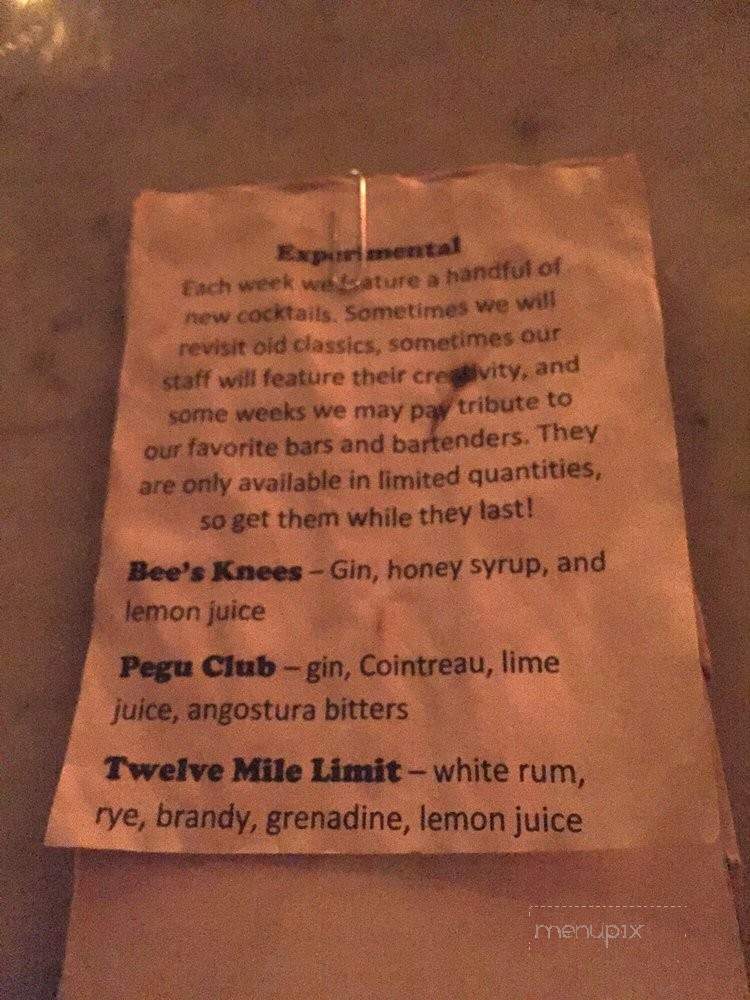 Experimental
Each week we feature a handful of
new cocktails. Sometimes we will
revisit old classics, sometimes our
staff will feature their creativity, and
some weeks we may pay tribute to
our favorite bars and bartenders. They
are only available in limited quantities,
so get them while they last!
Bee's Knees – Gin, honey syrup, and
lemon juice
Pegu Club – gin, Cointreau, lime
juice, angostura bitters
Twelve Mile Limit – white rum,
rye, brandy, grenadine, lemon juice
menupix